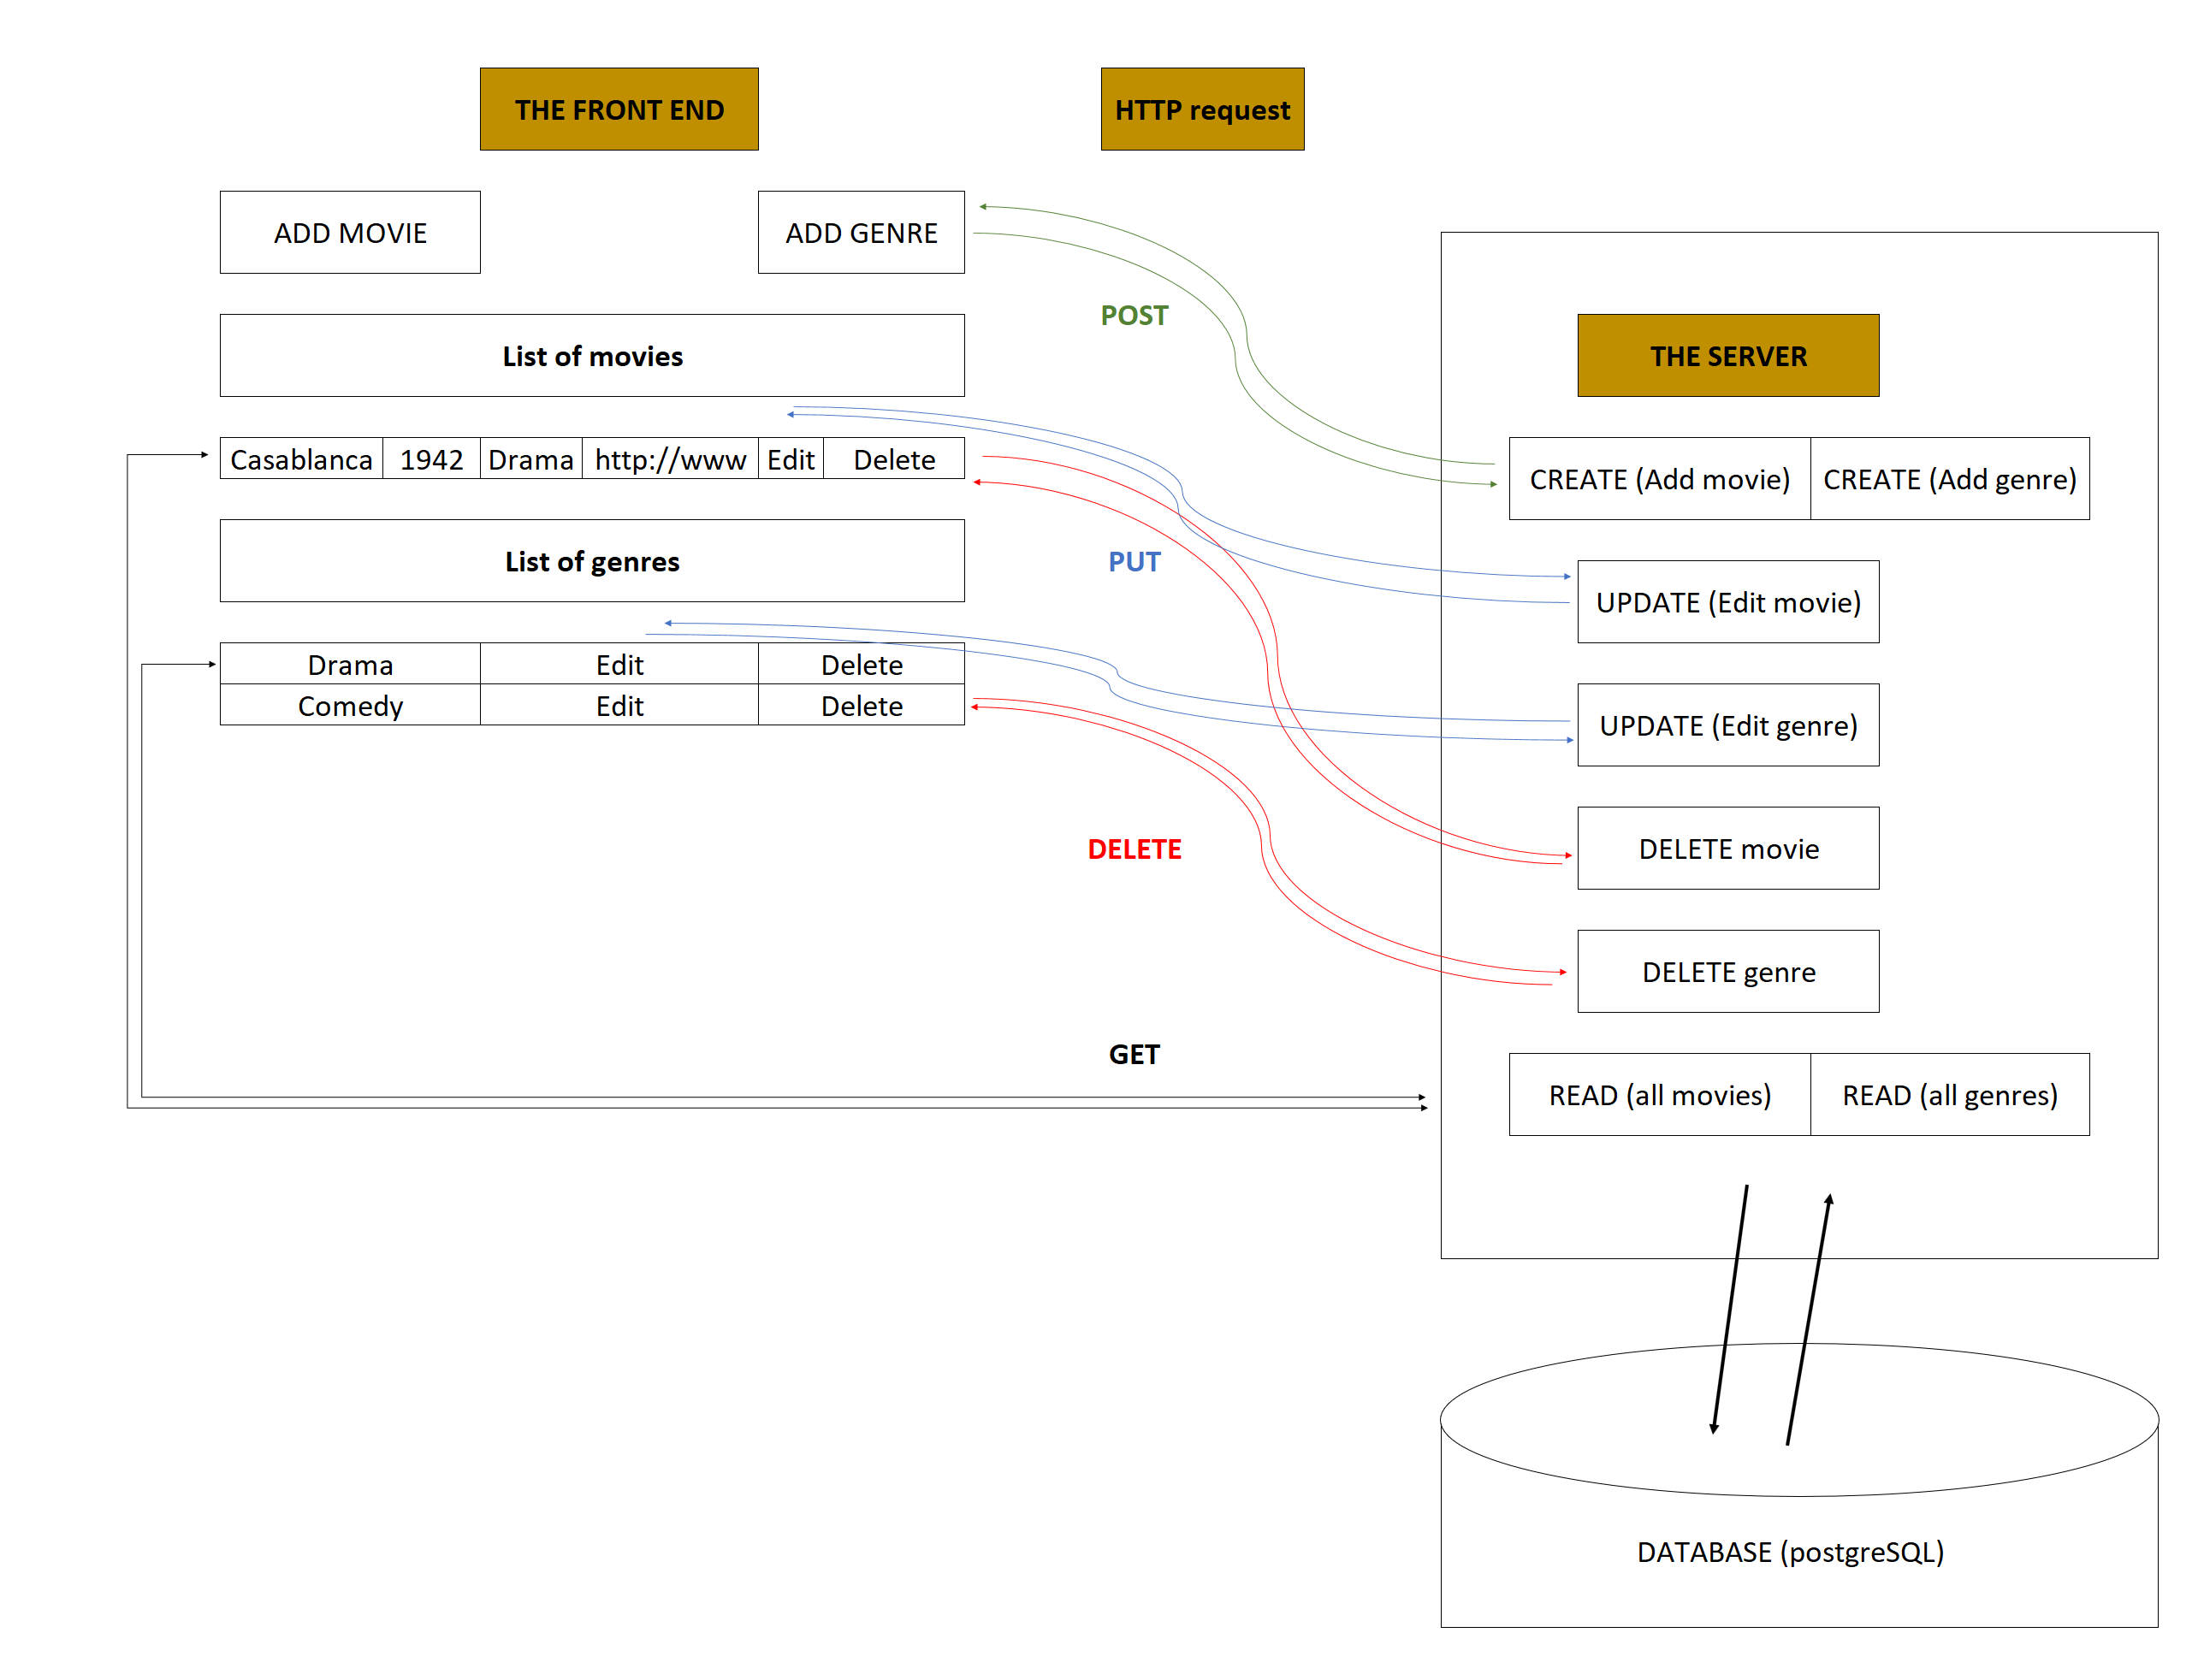 THE FRONT END
HTTP request
ADD MOVIE
ADD GENRE
POST
List of movies
THE SERVER
Casablanca 1942 Drama http://www Edit Delete
CREATE (Add movie) CREATE (Add genre)
List of genres
PUT
UPDATE (Edit movie)
Drama Edit Delete
Comedy Edit Delete
UPDATE (Edit genre)
DELETE
DELETE movie
DELETE genre
GET
READ (all movies) READ (all genres)
DATABASE (postgreSQL)